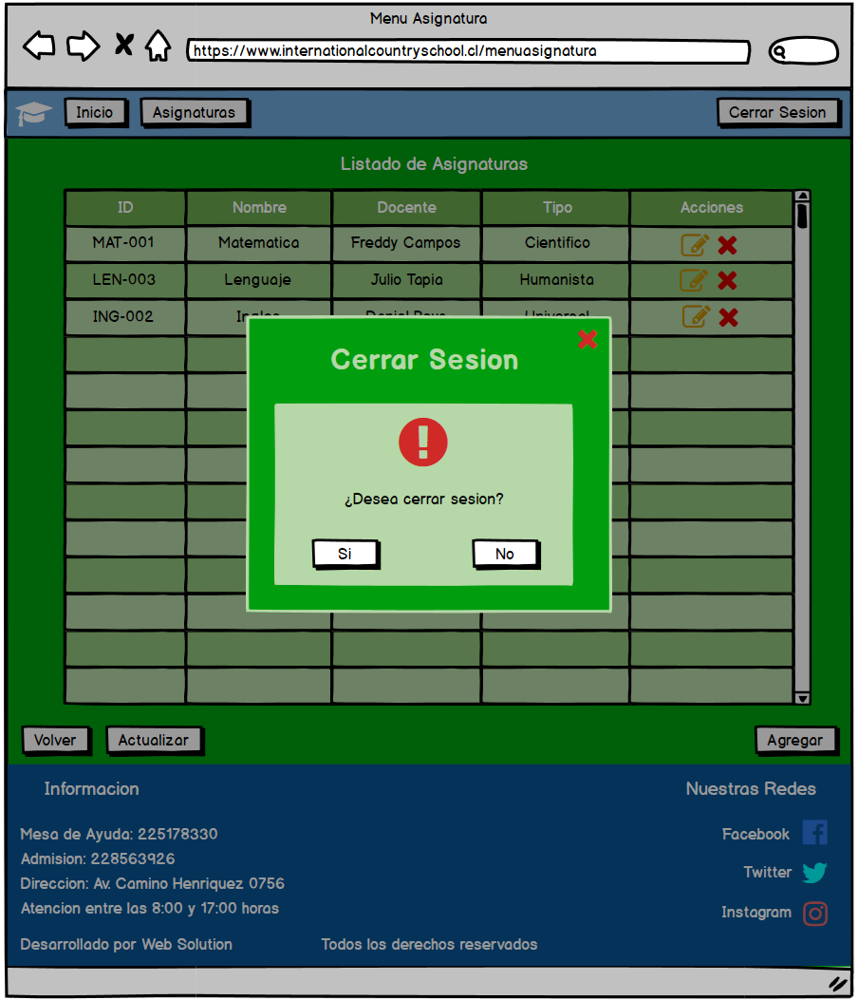 Menu Asignatura
https://www.internationalcountryschool.cl/menuasignatura
Inicio Asignaturas Cerrar Sesion
Listado de Asignaturas
ID Nombre Docente Tipo Acciones
MAT-001 Matematica Freddy Campos Cientifico
LEN-003 Lenguaje Julio Tapia Humanista
ING-002
Cerrar Sesion
¿Desea cerrar sesion?
Si No
Volver Actualizar Agregar
Informacion Nuestras Redes
Mesa de Ayuda: 225178330 Facebook
Admision: 228563926
Direccion: Av. Camino Henriquez 0756 Twitter
Atencion entre las 8:00 y 17:00 horas Instagram
Desarrollado por Web Solution Todos los derechos reservados